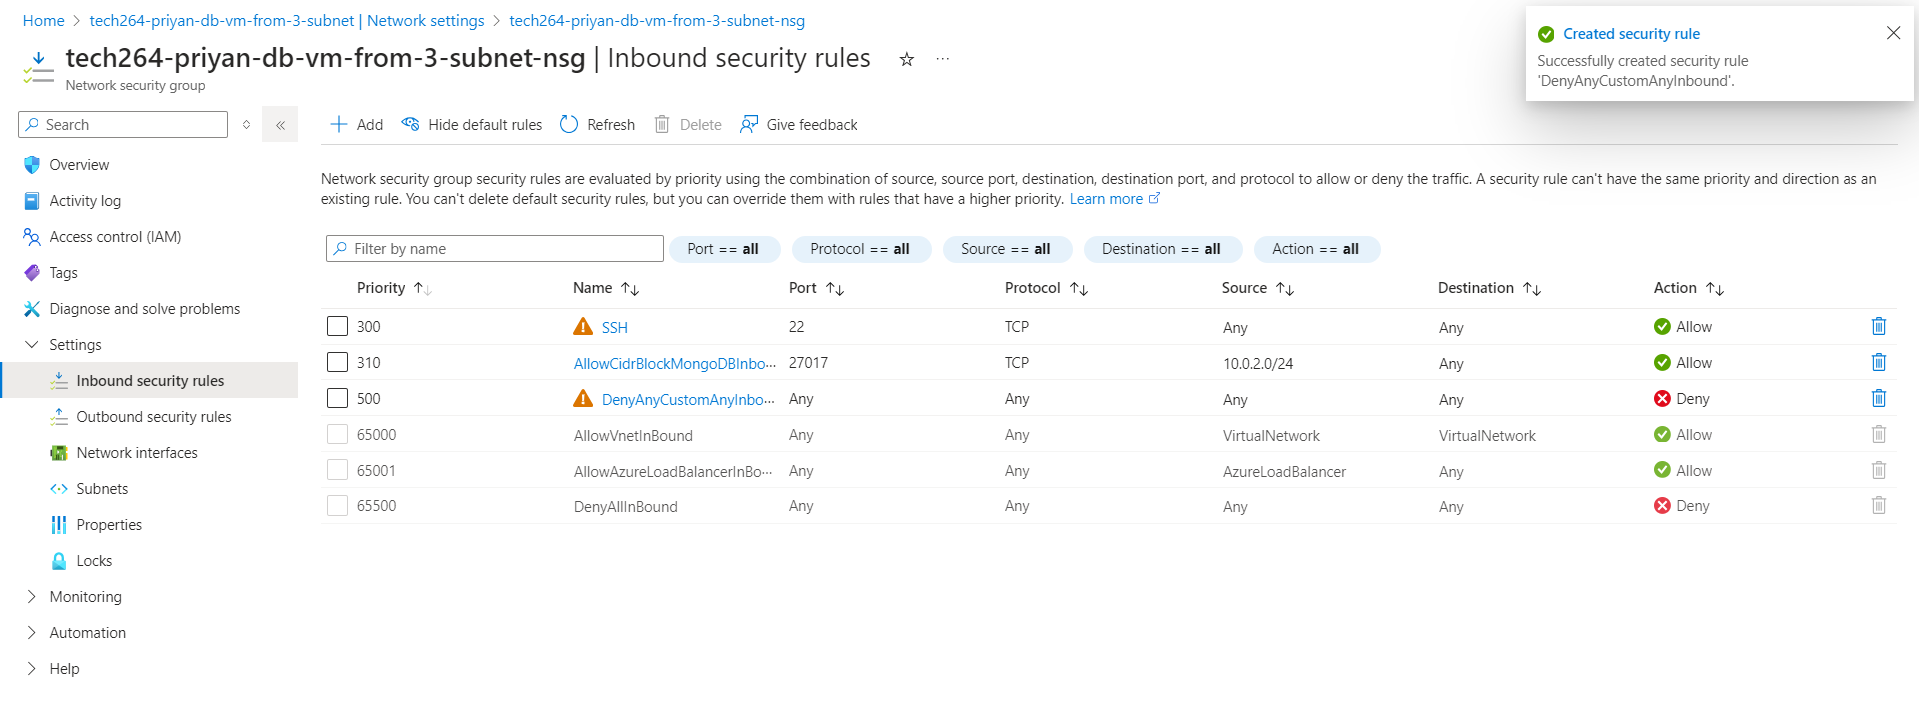 Home > tech264-priyan-db-vm-from-3-subnet | Network settings > tech264-priyan-db-vm-from-3-subnet-nsg
tech264-priyan-db-vm-from-3-subnet-nsg | Inbound security rules ☆ ···
Network security group
Created security rule
Successfully created security rule
'DenyAnyCustomAnyInbound'.
Search
«
Add Hide default rules Refresh Delete Give feedback
Overview
Activity log
Access control (IAM)
Tags
Diagnose and solve problems
Settings
Inbound security rules
Outbound security rules
Network interfaces
Subnets
Properties
Locks
Monitoring
Automation
Help
Network security group security rules are evaluated by priority using the combination of source, source port, destination, destination port, and protocol to allow or deny the traffic. A security rule can't have the same priority and direction as an
existing rule. You can't delete default security rules, but you can override them with rules that have a higher priority. Learn more
Filter by name Port == all Protocol == all Source == all Destination == all Action == all
Priority ↑↓ Name ↑↓ Port ↑↓ Protocol ↑↓ Source ↑↓ Destination ↑↓ Action ↑↓
300 SSH 22 TCP Any Any Allow
310 AllowCidrBlockMongoDBInbo··· 27017 TCP 10.0.2.0/24 Any Allow
500 DenyAnyCustomAnyInbo··· Any Any Any Any Deny
65000 AllowVnetInBound Any Any VirtualNetwork VirtualNetwork Allow
65001 AllowAzureLoadBalancerInBo··· Any Any AzureLoadBalancer Any Allow
65500 DenyAllInBound Any Any Any Any Deny